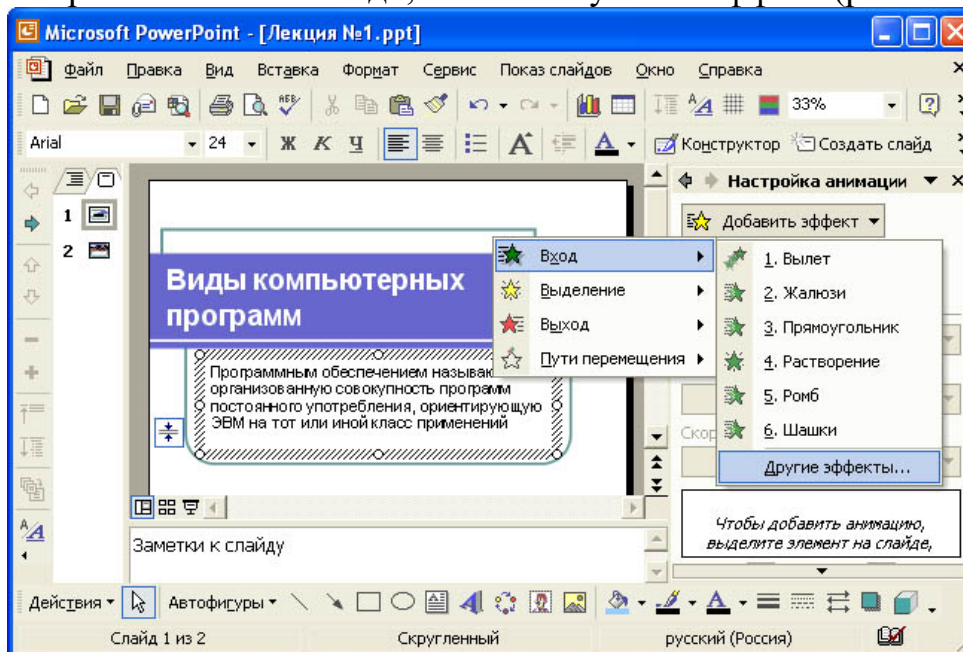 Microsoft PowerPoint - [Лекция №1.ppt]
Файл Правка Вид Вставка Формат Сервис Показ слайдов Окно Справка
33%
Arial 24 Ж К Ч Конструктор Создать слайд
Настройка анимации
1
Добавить эффект
2
Вход
Выделение
Выход
Пути перемещения
1. Вылет
2. Жалюзи
3. Прямоугольник
4. Растворение
5. Ромб
6. Шашки
Другие эффекты...
Скор
Виды компьютерных
программ
Программным обеспечением называю
организованную совокупность программ
постоянного употребления, ориентирующую
ЭВМ на тот или иной класс применений
Чтобы добавить анимацию,
выделите элемент на слайде,
Заметки к слайду
Действия Автофигуры
Слайд 1 из 2 Скругленный русский (Россия)